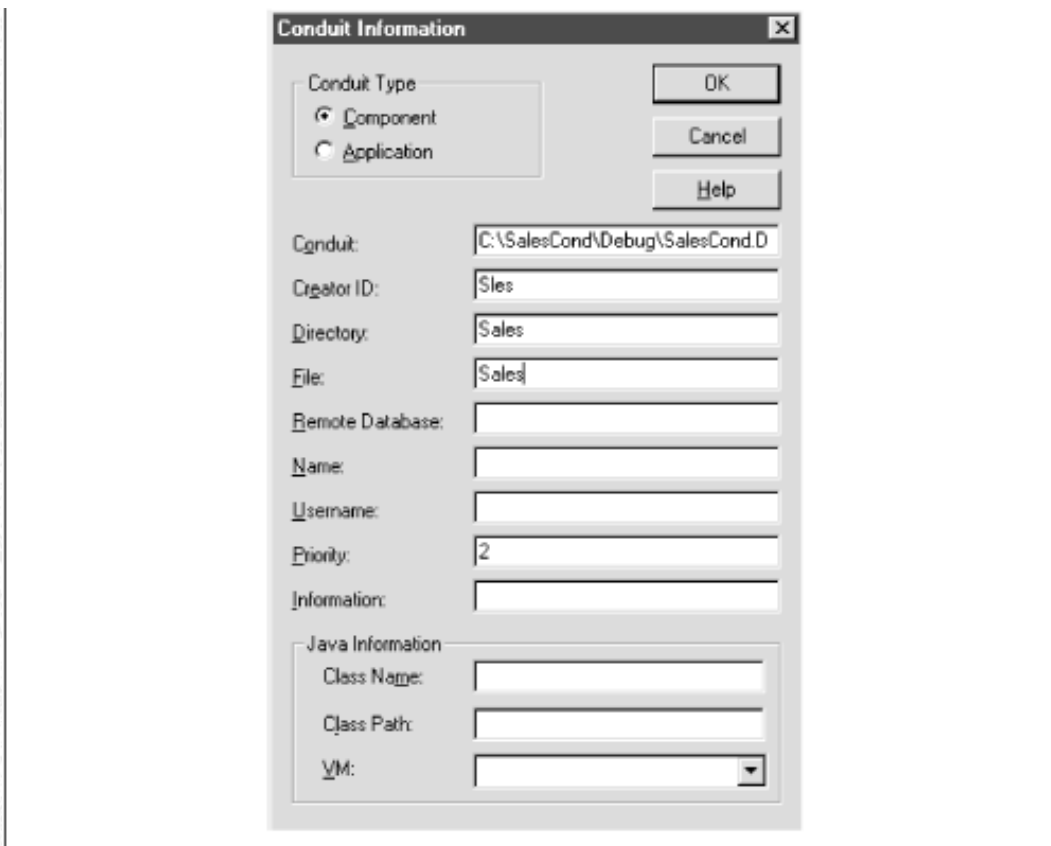 Conduit Information
Conduit Type
Component
Application
OK
Cancel
Help
Conduit: C:\SalesCond\Debug\SalesCond.D
Creator ID: Sles
Directory: Sales
File: Sales
Remote Database:
Name:
Username:
Priority: 2
Information:
Java Information
Class Name:
Class Path:
VM: